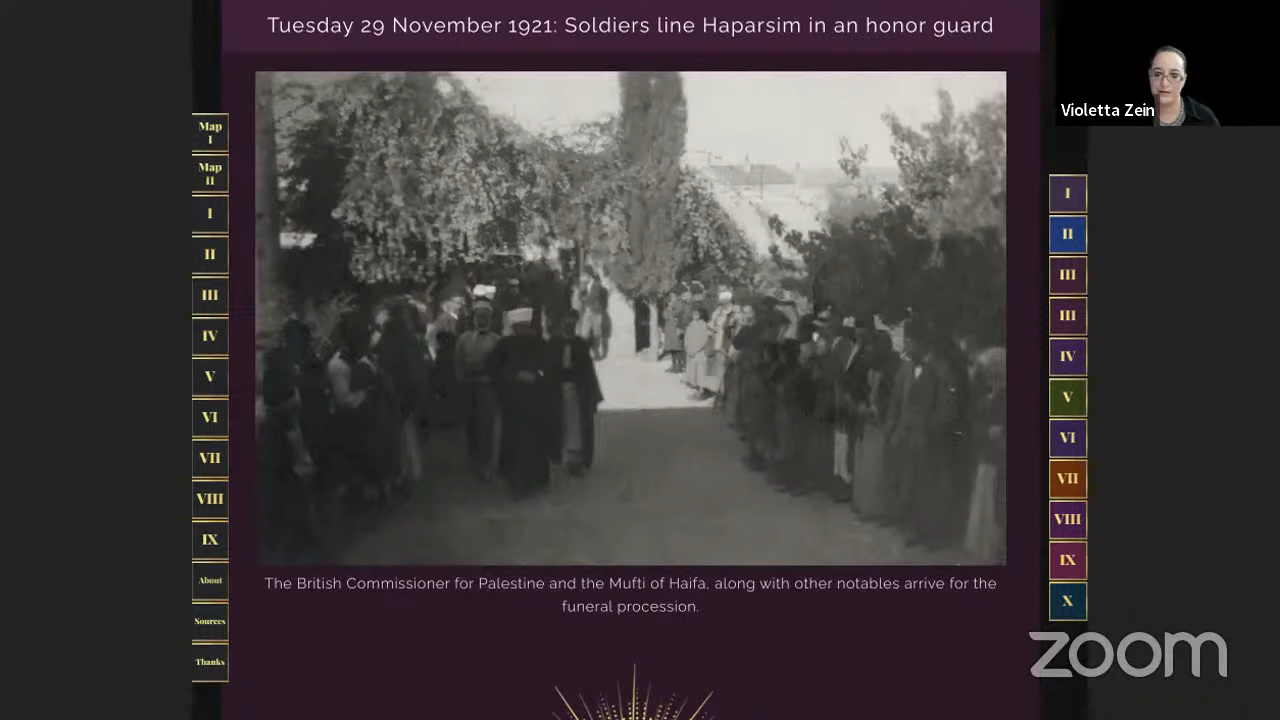 Tuesday 29 November 1921: Soldiers line Haparsim in an honor guard
Violetta Zein
Map
I
Map
II
I
II
III
IV
V
VI
VII
VIII
IX
About
Sources
Thanks
I
II
III
III
IV
V
VI
VII
VIII
IX
X
The British Commissioner for Palestine and the Mufti of Haifa, along with other notables arrive for the
funeral procession.
zoom